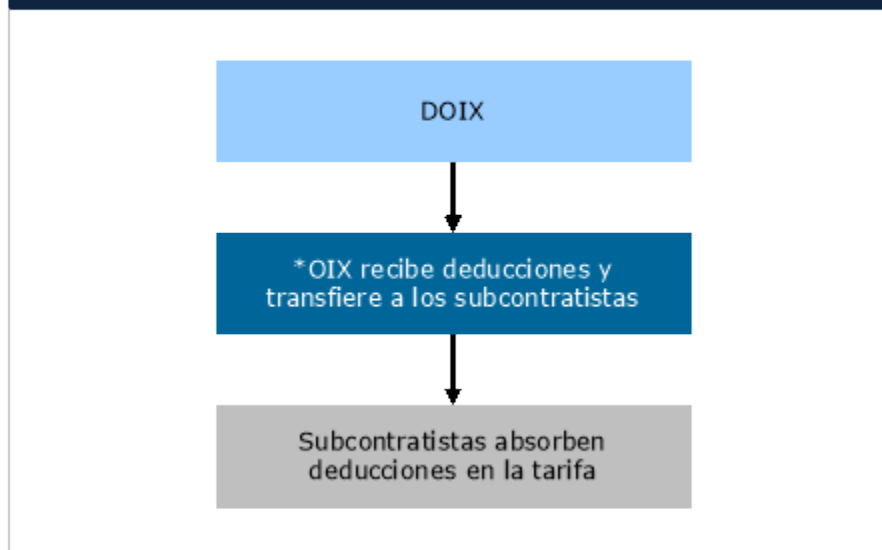 DOIX
*OIX recibe deducciones y
transfiere a los subcontratistas
Subcontratistas absorben
deducciones en la tarifa